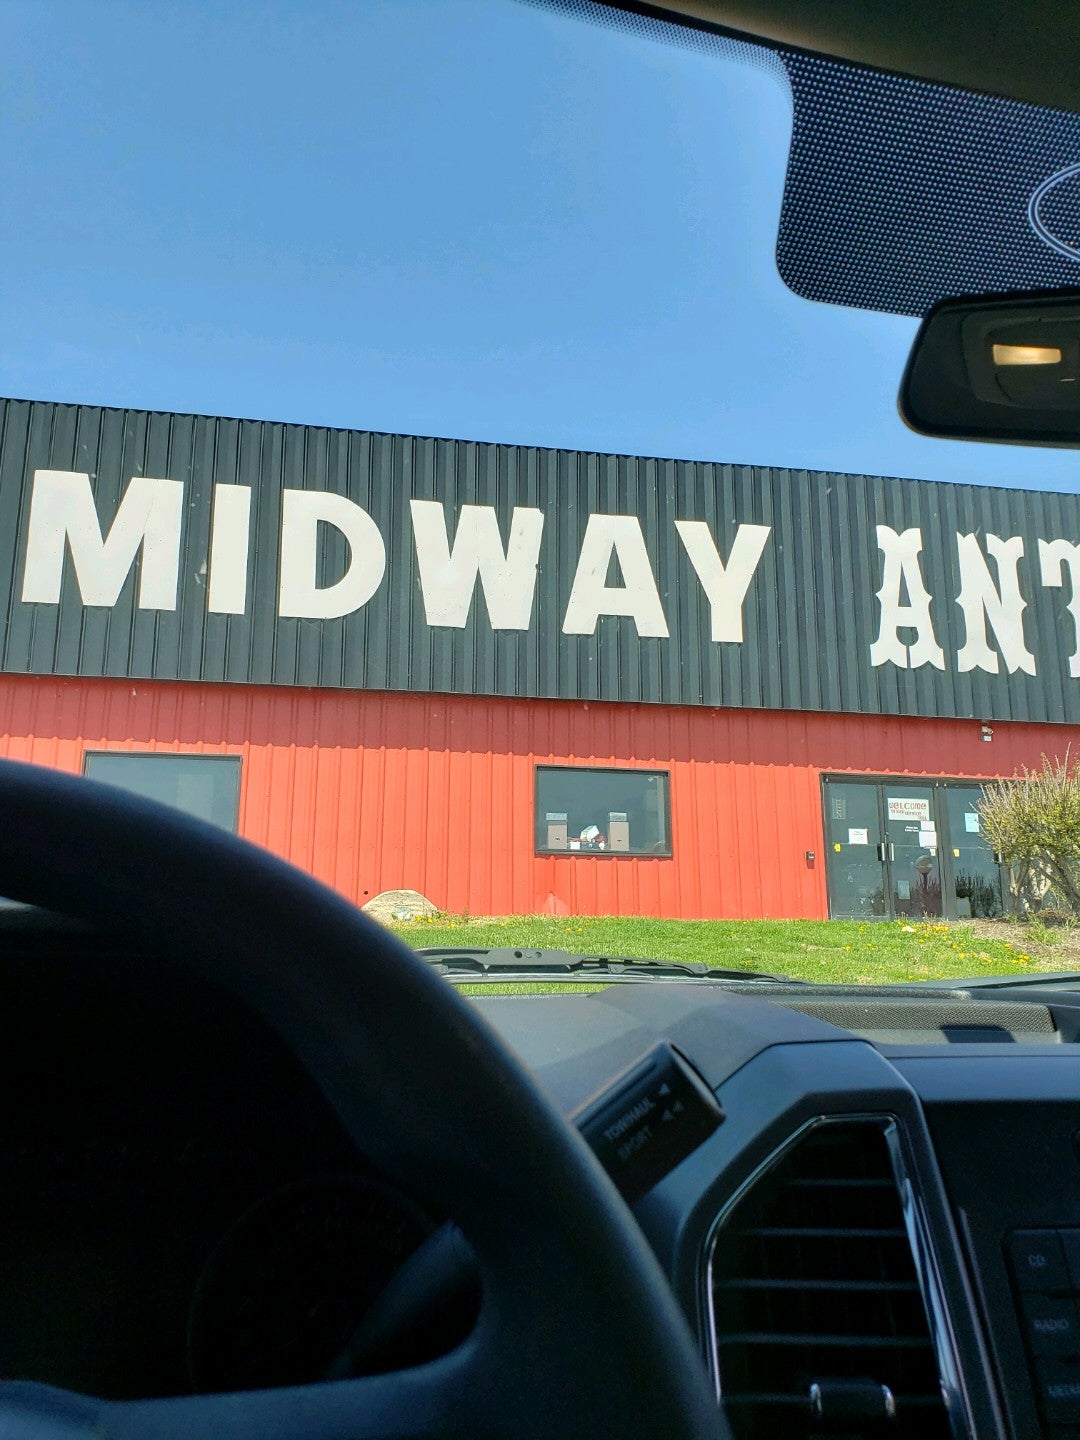 MIDWAY ANT
WELCOME
TOW/HAUL
SPORT
CD
RADIO